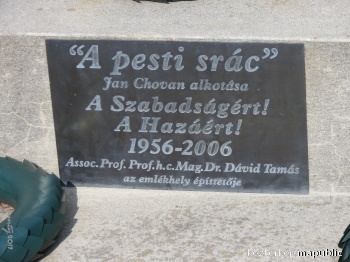 "A pesti srác"
Jan Chovan alkotása
A Szabadságért!
A Hazáért!
1956-2006
Assoc. Prof. Prof.h.c. Mag. Dr. Dávid Tamás
az emlékhely építtetője